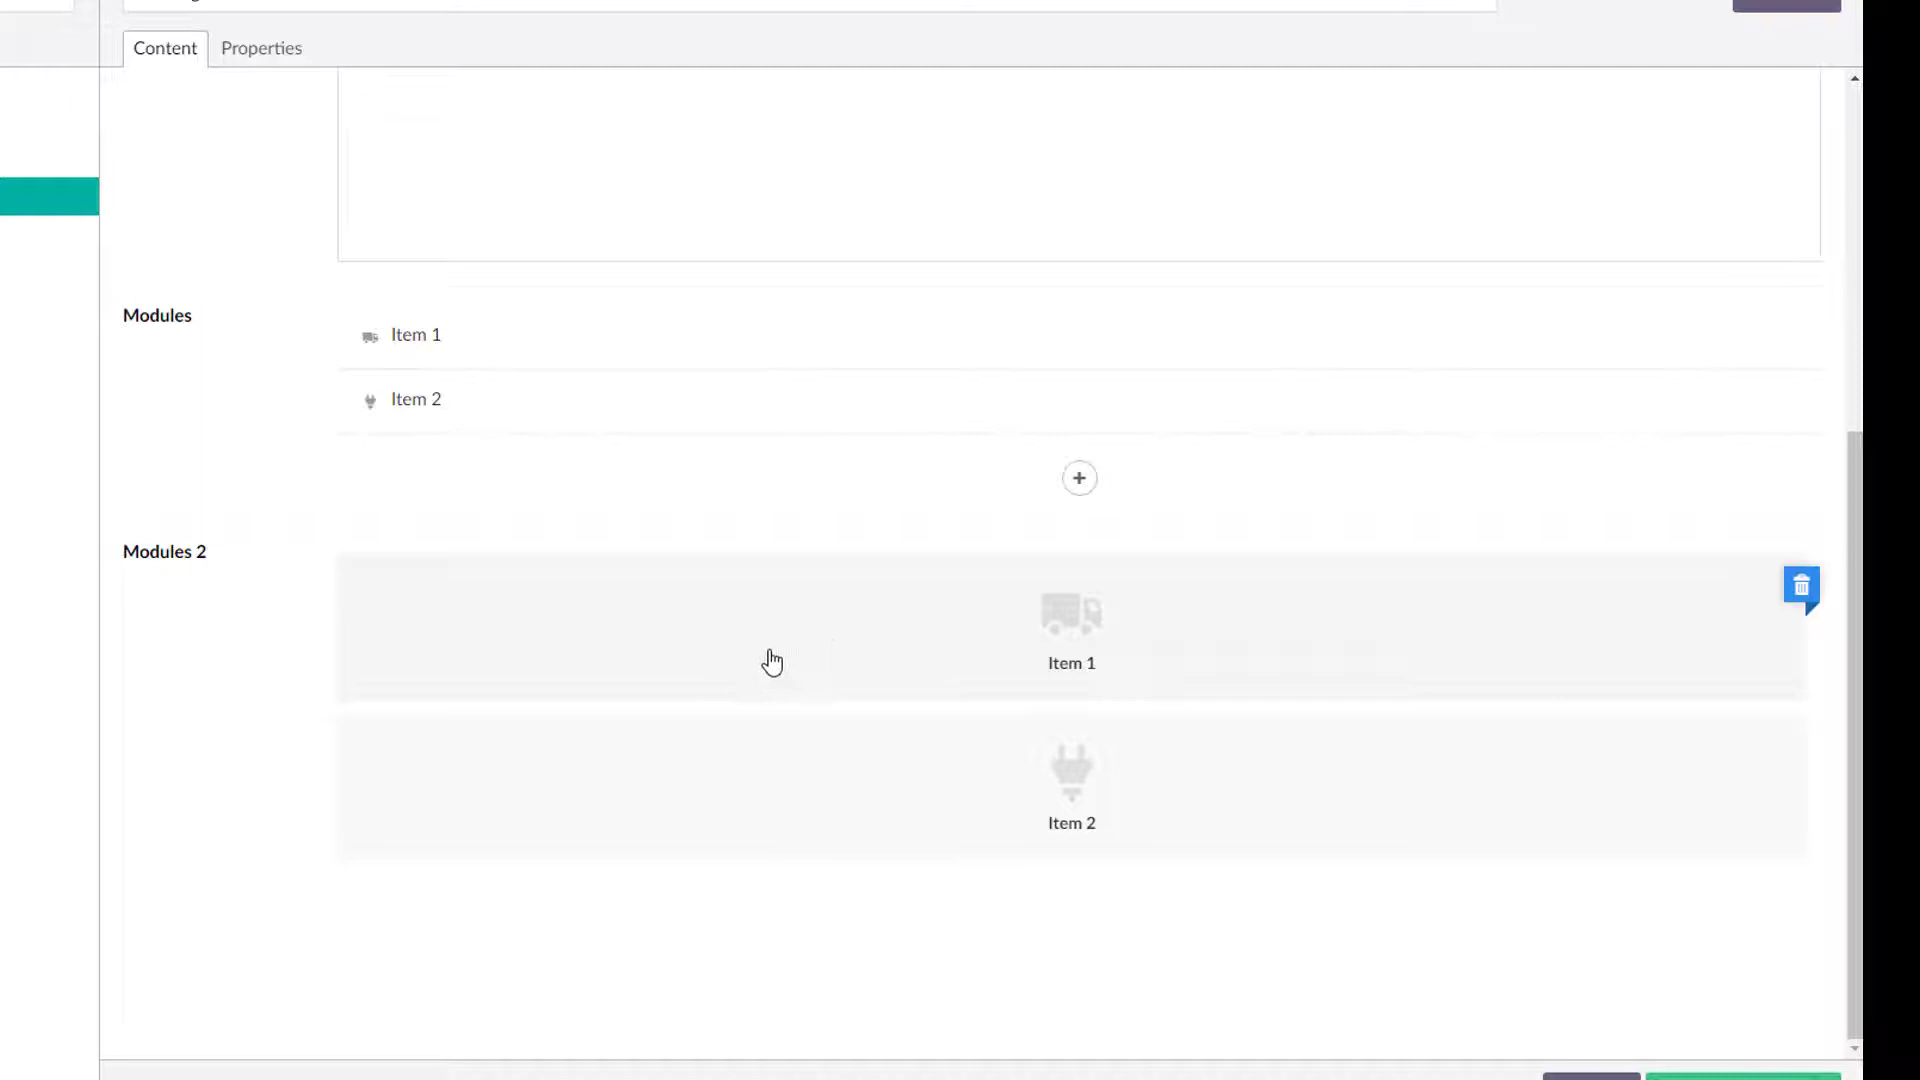 Content
Properties
Modules
Item 1
Item 2
Modules 2
Item 1
Item 2